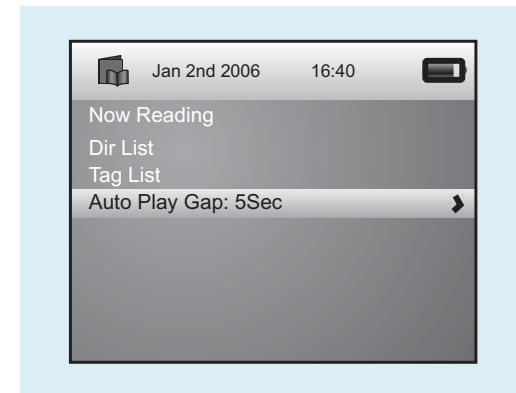 Jan 2nd 2006 16:40
Now Reading
Dir List
Tag List
Auto Play Gap: 5Sec